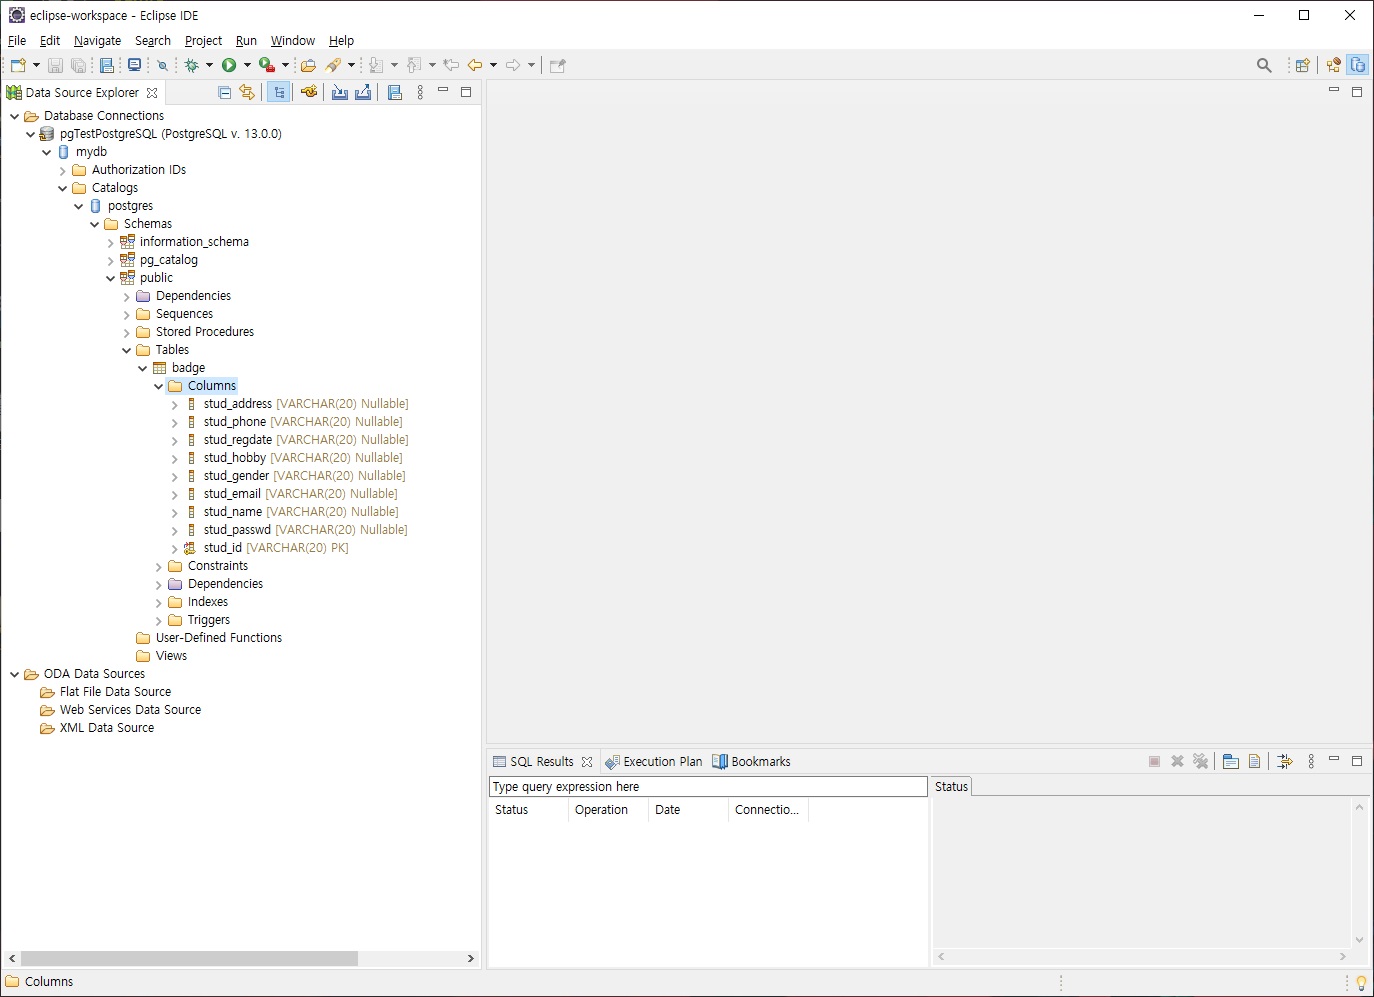 eclipse-workspace - Eclipse IDE
File Edit Navigate Search Project Run Window Help
Data Source Explorer
Database Connections
pgTestPostgreSQL (PostgreSQL v. 13.0.0)
mydb
Authorization IDs
Catalogs
postgres
Schemas
information_schema
pg_catalog
public
Dependencies
Sequences
Stored Procedures
Tables
badge
Columns
stud_address [VARCHAR(20) Nullable]
stud_phone [VARCHAR(20) Nullable]
stud_regdate [VARCHAR(20) Nullable]
stud_hobby [VARCHAR(20) Nullable]
stud_gender [VARCHAR(20) Nullable]
stud_email [VARCHAR(20) Nullable]
stud_name [VARCHAR(20) Nullable]
stud_passwd [VARCHAR(20) Nullable]
stud_id [VARCHAR(20) PK]
Constraints
Dependencies
Indexes
Triggers
User-Defined Functions
Views
ODA Data Sources
Flat File Data Source
Web Services Data Source
XML Data Source
SQL Results Execution Plan Bookmarks
Type query expression here
Status Operation Date Connectio...
Status
Columns